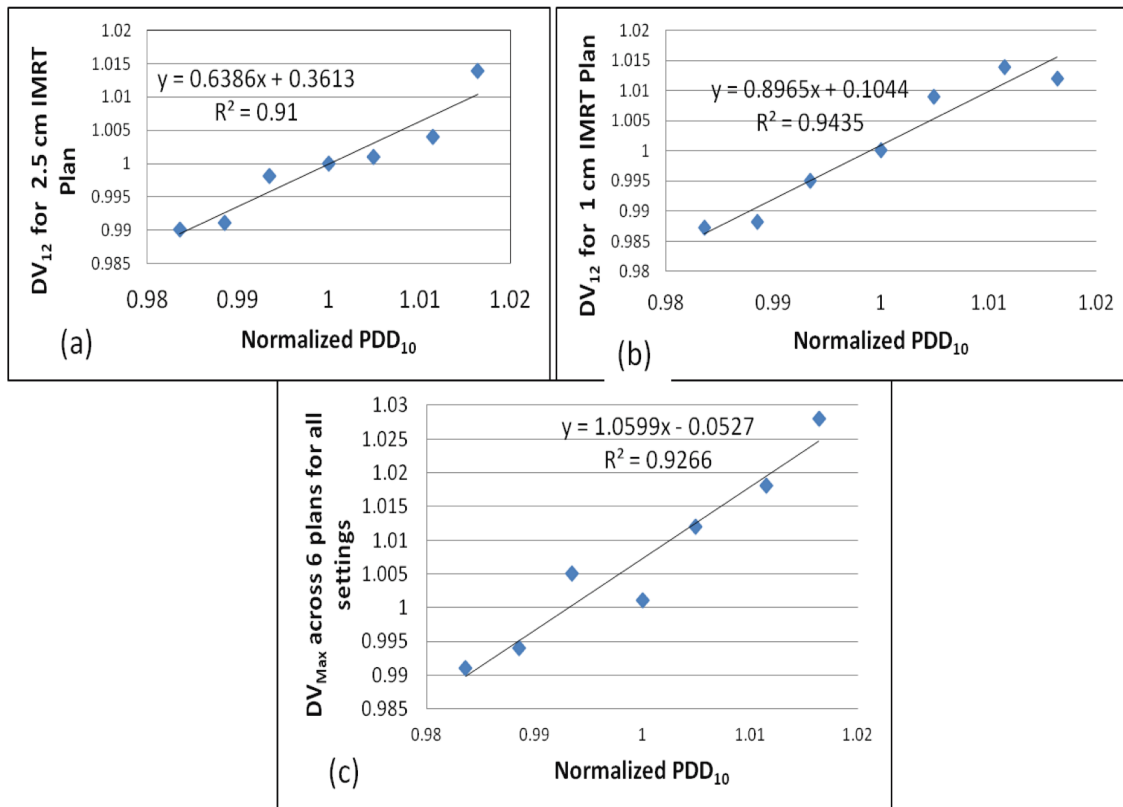 1.02
1.015
1.01
1.005
1
0.995
0.99
0.985
y = 0.6386x + 0.3613
R² = 0.91
DV₁₂ for 2.5 cm IMRT
Plan
0.98 0.99 1 1.01 1.02
Normalized PDD₁₀
(a)
1.02
1.015
1.01
1.005
1
0.995
0.99
0.985
0.98
y = 0.8965x + 0.1044
R² = 0.9435
DV₁₂ for 1 cm IMRT Plan
0.98 0.99 1 1.01 1.02
Normalized PDD₁₀
(b)
1.03
1.025
1.02
1.015
1.01
1.005
1
0.995
0.99
0.985
y = 1.0599x - 0.0527
R² = 0.9266
DV_Max across 6 plans for all
settings
0.98 0.99 1 1.01 1.02
Normalized PDD₁₀
(c)